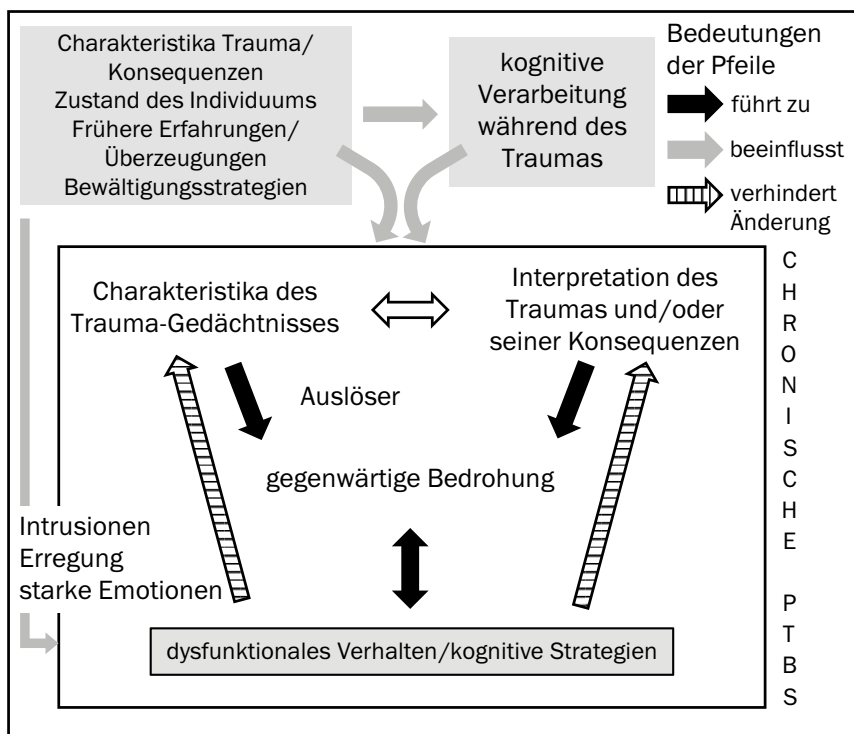 Charakteristika Trauma/
Konsequenzen
Zustand des Individuums
Frühere Erfahrungen/
Überzeugungen
Bewältigungsstrategien
kognitive
Verarbeitung
während des
Traumas
Bedeutungen
der Pfeile
führt zu
beeinflusst
verhindert
Änderung
Charakteristika des
Trauma-Gedächtnisses
Interpretation des
Traumas und/oder
seiner Konsequenzen
Auslöser
gegenwärtige Bedrohung
Intrusionen
Erregung
starke Emotionen
dysfunktionales Verhalten/kognitive Strategien
CHRONISCHE PTBS